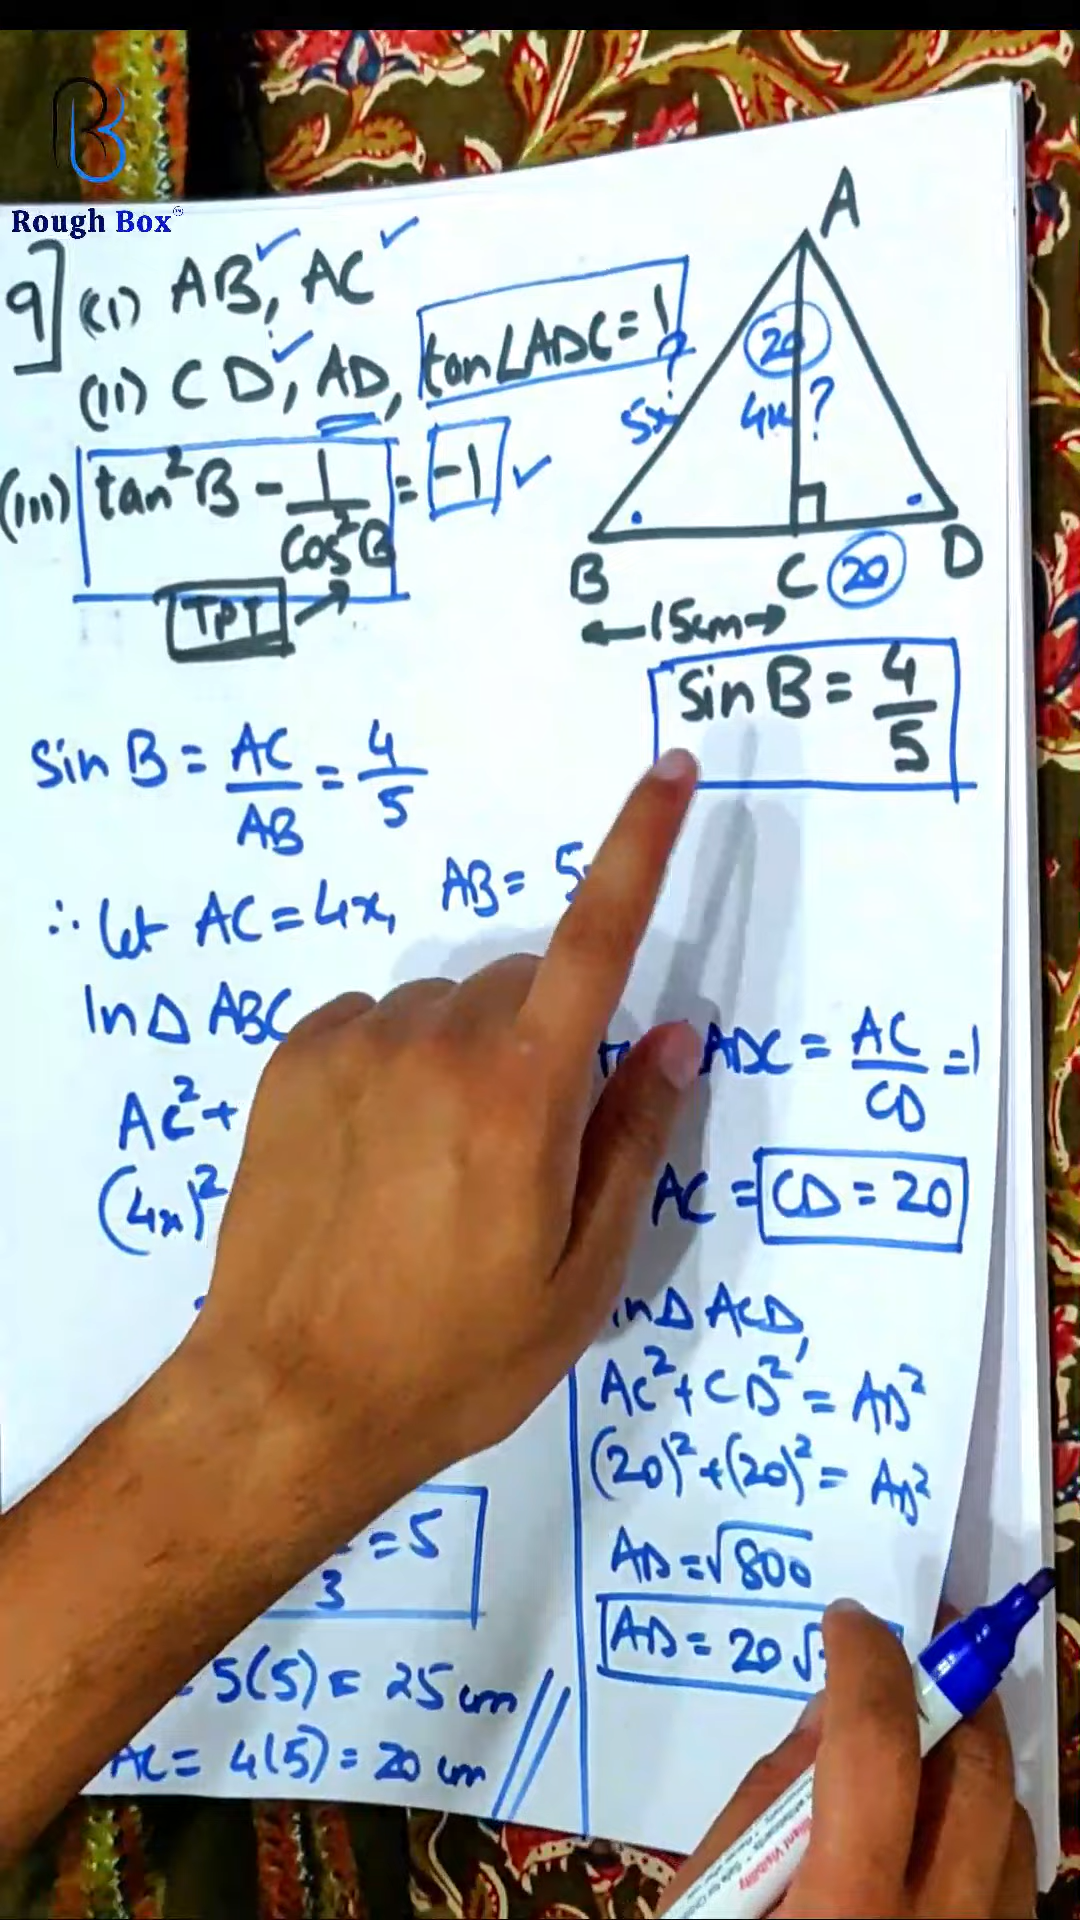 Rough Box
9] (i) AB, AC
(ii) CD, AD, tan∠ADC = 1
(iii) tan²B - 1/cos²B = -1
TPT
A
20
5x
4x ?
?
B
C
20
D
15cm
sin B = 4/5
sin B = AC/AB = 4/5
∴ let AC = 4x, AB = 5
In Δ ABC
AC² +
(4x)²
= 5
3
5(5) = 25 cm
AC = 4(5) = 20 cm
ADC = AC/CD = 1
AC = CD = 20
In Δ ACD,
AC² + CD² = AD²
(20)² + (20)² = AD²
AD = √800
AD = 20√